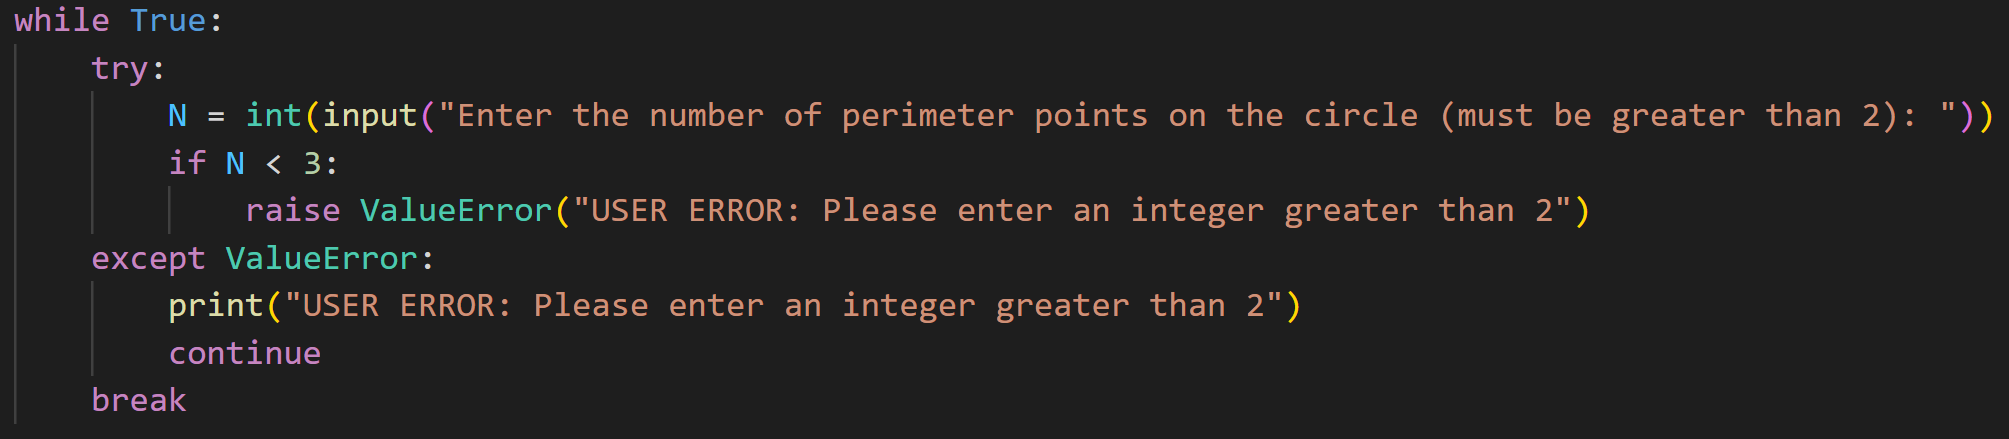 while True:
    try:
        N = int(input("Enter the number of perimeter points on the circle (must be greater than 2): "))
        if N < 3:
            raise ValueError("USER ERROR: Please enter an integer greater than 2")
    except ValueError:
        print("USER ERROR: Please enter an integer greater than 2")
        continue
    break